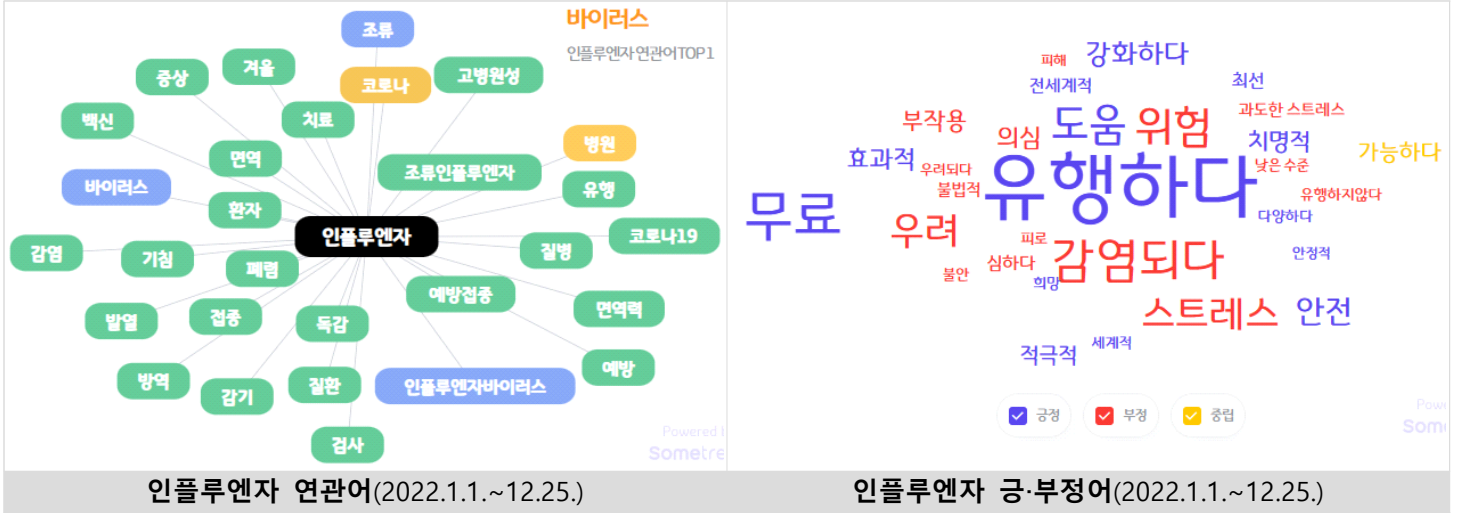 바이러스
인플루엔자 연관어 TOP 1
조류
코로나
고병원성
겨울
증상
치료
백신
병원
면역
조류인플루엔자
바이러스
유행
환자
인플루엔자
코로나19
감염
기침
질병
폐렴
예방접종
면역력
발열
접종
독감
방역
감기
질환
인플루엔자바이러스
예방
검사
Powered
Sometre
인플루엔자 연관어(2022.1.1.~12.25.)
피해
강화하다
전세계적
최선
부작용
의심
도움
위험
과도한 스트레스
치명적
가능하다
효과적
우려되다
낮은 수준
불법적
유행하다
유행하지않다
무료
다양하다
우려
피로
감염되다
안정적
불안
심하다
희망
스트레스
안전
적극적
세계적
긍정
부정
중립
Powe
Some
인플루엔자 긍·부정어(2022.1.1.~12.25.)